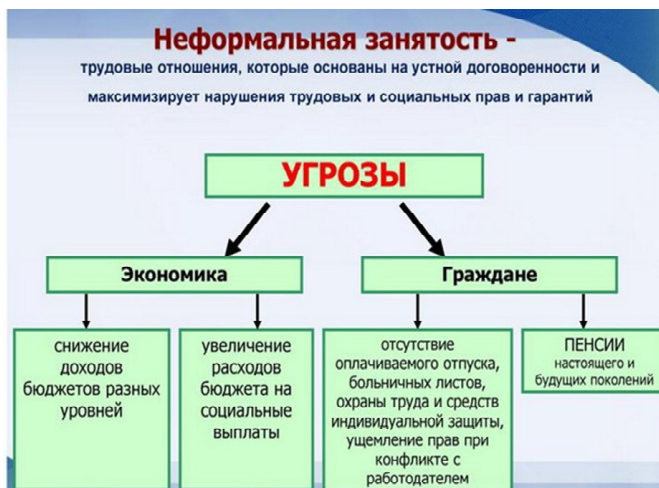 Неформальная занятость -
трудовые отношения, которые основаны на устной договоренности и
максимизирует нарушения трудовых и социальных прав и гарантий
УГРОЗЫ
Экономика
Граждане
снижение
доходов
бюджетов разных
уровней
увеличение
расходов
бюджета на
социальные
выплаты
отсутствие
оплачиваемого отпуска,
больничных листов,
охраны труда и средств
индивидуальной защиты,
ущемление прав при
конфликте с
работодателем
ПЕНСИИ
настоящего и
будущих поколений